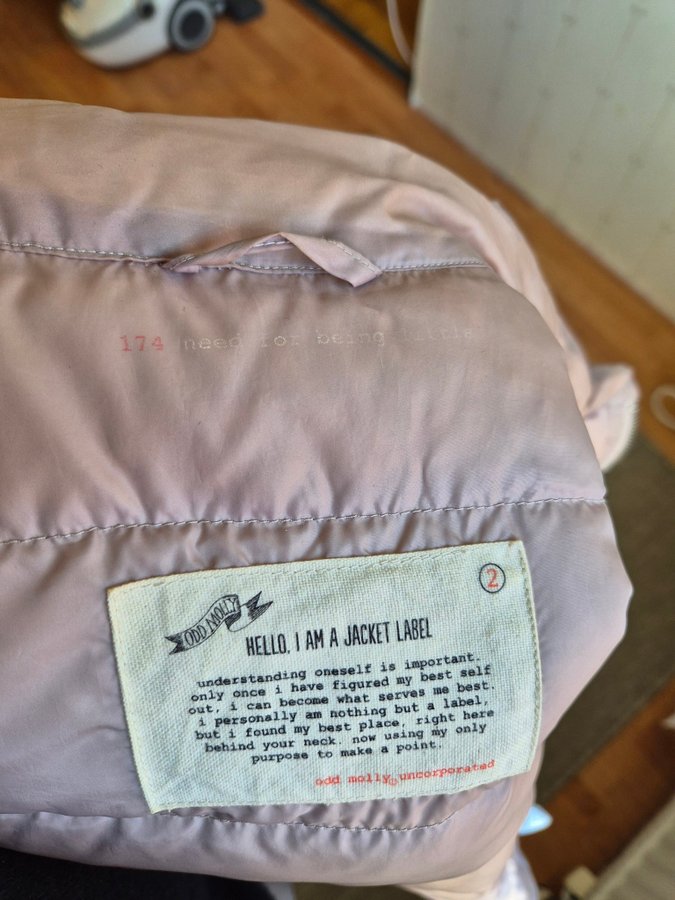 174 need for being
ODD MOLLY
2
HELLO. I AM A JACKET LABEL
understanding oneself is important.
only once i have figured my best self
out, i can become what serves me best.
i personally am nothing but a label,
but i found my best place, right here
behind your neck. now using my only
purpose to make a point.
odd molly©uncorporated